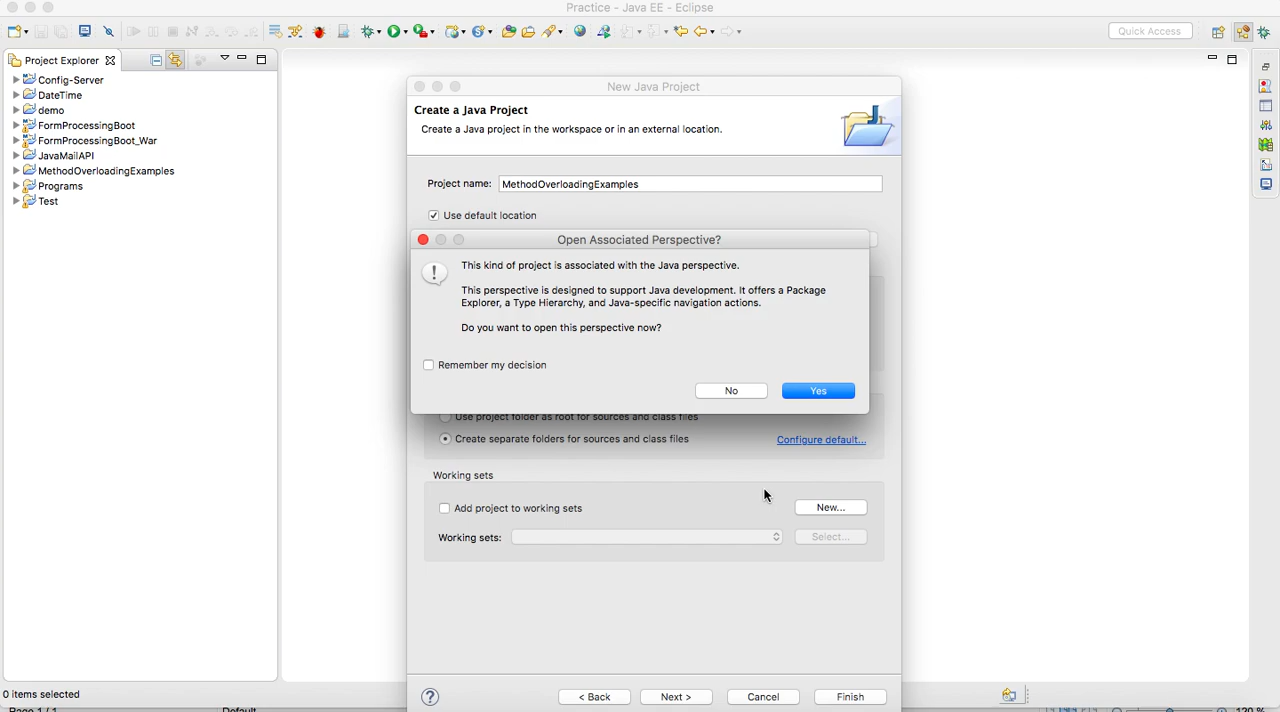 Practice - Java EE - Eclipse
Quick Access
Project Explorer
Config-Server
DateTime
demo
FormProcessingBoot
FormProcessingBoot_War
JavaMailAPI
MethodOverloadingExamples
Programs
Test
New Java Project
Create a Java Project
Create a Java project in the workspace or in an external location.
Project name: MethodOverloadingExamples
Use default location
Open Associated Perspective?
This kind of project is associated with the Java perspective.
This perspective is designed to support Java development. It offers a Package
Explorer, a Type Hierarchy, and Java-specific navigation actions.
Do you want to open this perspective now?
Remember my decision
No Yes
Use project folder as root for sources and class files
Create separate folders for sources and class files Configure default...
Working sets
Add project to working sets New...
Working sets: Select...
? < Back Next > Cancel Finish
0 items selected
Page 1 / 1 Default 120 %